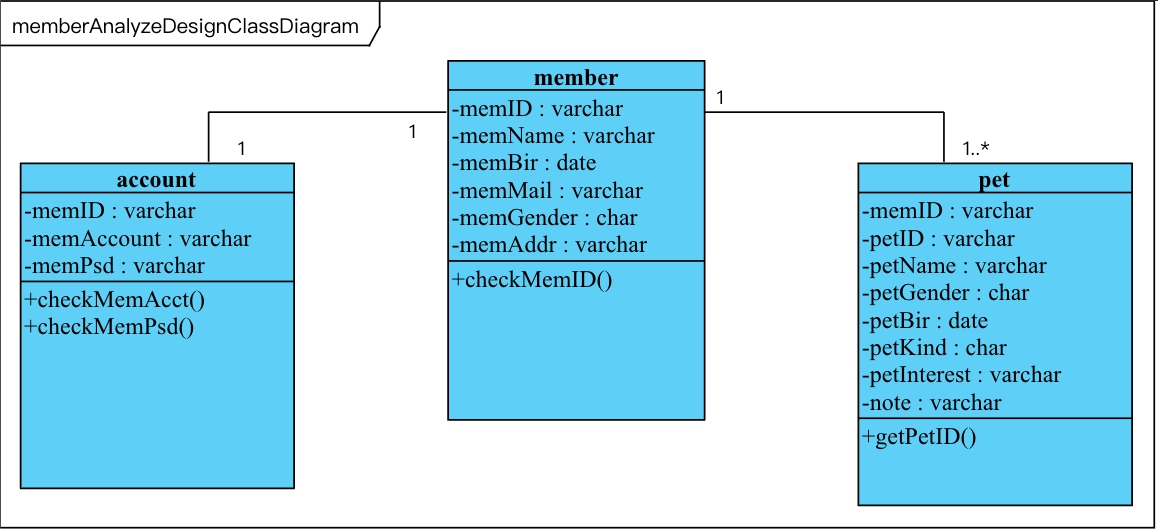 memberAnalyzeDesignClassDiagram
1
1
account
-memID : varchar
-memAccount : varchar
-memPsd : varchar
+checkMemAcct()
+checkMemPsd()
member
-memID : varchar
-memName : varchar
-memBir : date
-memMail : varchar
-memGender : char
-memAddr : varchar
+checkMemID()
1
1..*
pet
-memID : varchar
-petID : varchar
-petName : varchar
-petGender : char
-petBir : date
-petKind : char
-petInterest : varchar
-note : varchar
+getPetID()